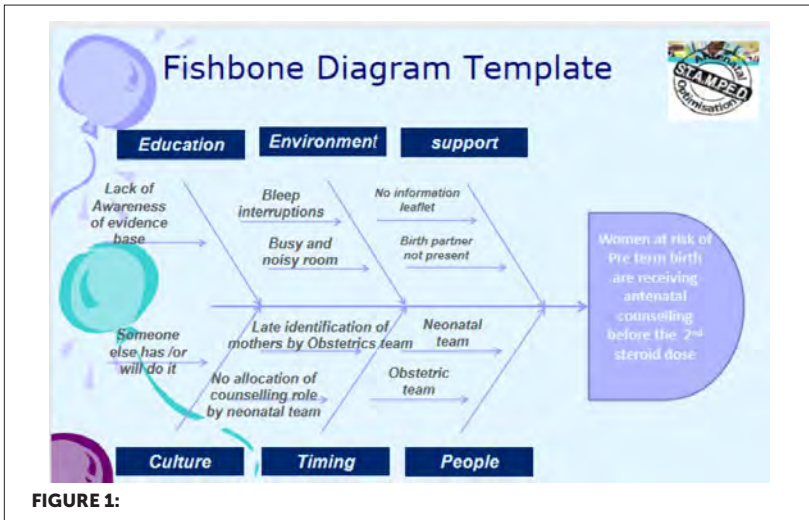 Fishbone Diagram Template
ANTENATAL
S.T.A.M.P.E.D.
Optimisation
Education
Environment
support
Lack of
Awareness
of evidence
base
Bleep
interruptions
Busy and
noisy room
No information
leaflet
Birth partner
not present
Women at risk of
Pre term birth
are receiving
antenatal
counselling
before the 2nd
steroid dose
Someone
else has /or
will do it
Late identification of
mothers by Obstetrics team
No allocation of
counselling role
by neonatal team
Neonatal
team
Obstetric
team
Culture
Timing
People
FIGURE 1: